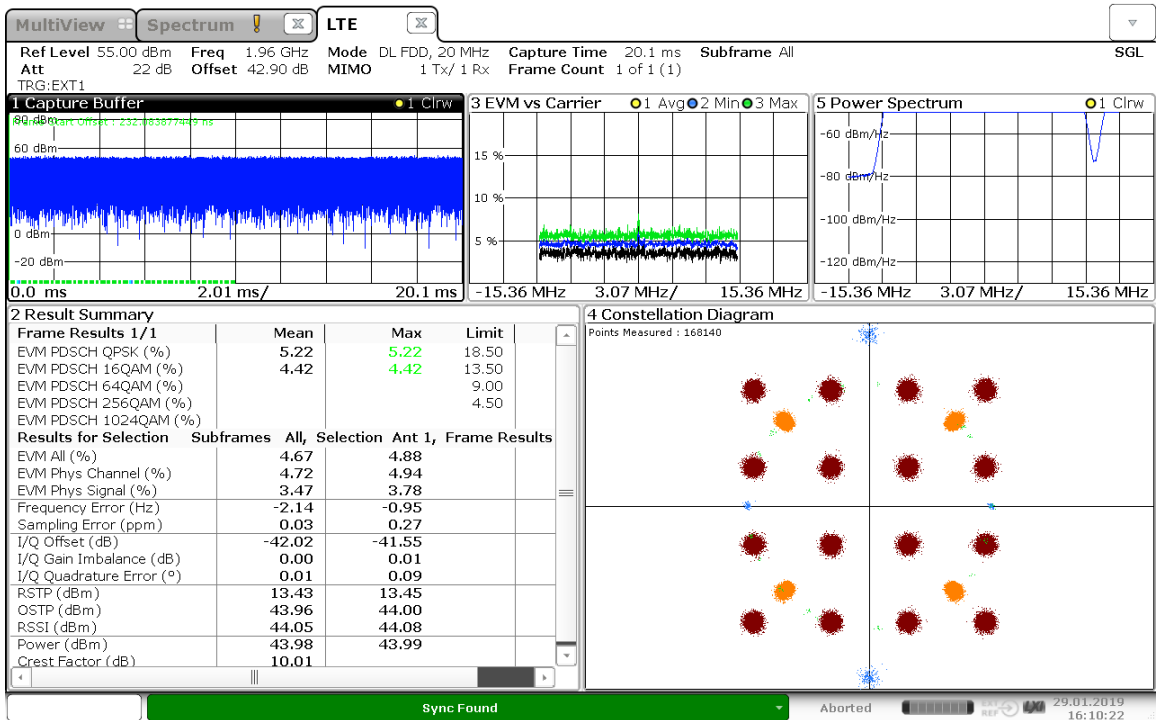 MultiView Spectrum ! X LTE X
Ref Level 55.00 dBm Freq 1.96 GHz Mode DL FDD, 20 MHz Capture Time 20.1 ms Subframe All SGL
Att 22 dB Offset 42.90 dB MIMO 1 Tx/ 1 Rx Frame Count 1 of 1 (1)
TRG:EXT1
1 Capture Buffer 1 Clrw
80 dBm
Frame Start Offset : 232.083877449 ns
60 dBm
0 dBm
-20 dBm
0.0 ms 2.01 ms/ 20.1 ms
3 EVM vs Carrier 1 Avg 2 Min 3 Max
15 %
10 %
5 %
-15.36 MHz 3.07 MHz/ 15.36 MHz
5 Power Spectrum 1 Clrw
-60 dBm/Hz
-80 dBm/Hz
-100 dBm/Hz
-120 dBm/Hz
-15.36 MHz 3.07 MHz/ 15.36 MHz
2 Result Summary
Frame Results 1/1 Mean Max Limit
EVM PDSCH QPSK (%) 5.22 5.22 18.50
EVM PDSCH 16QAM (%) 4.42 4.42 13.50
EVM PDSCH 64QAM (%) 9.00
EVM PDSCH 256QAM (%) 4.50
EVM PDSCH 1024QAM (%)
Results for Selection Subframes All, Selection Ant 1, Frame Results
EVM All (%) 4.67 4.88
EVM Phys Channel (%) 4.72 4.94
EVM Phys Signal (%) 3.47 3.78
Frequency Error (Hz) -2.14 -0.95
Sampling Error (ppm) 0.03 0.27
I/Q Offset (dB) -42.02 -41.55
I/Q Gain Imbalance (dB) 0.00 0.01
I/Q Quadrature Error (°) 0.01 0.09
RSTP (dBm) 13.43 13.45
OSTP (dBm) 43.96 44.00
RSSI (dBm) 44.05 44.08
Power (dBm) 43.98 43.99
Crest Factor (dB) 10.01
4 Constellation Diagram
Points Measured : 168140
Sync Found
Aborted
EXT
REF
LXI
29.01.2019
16:10:22